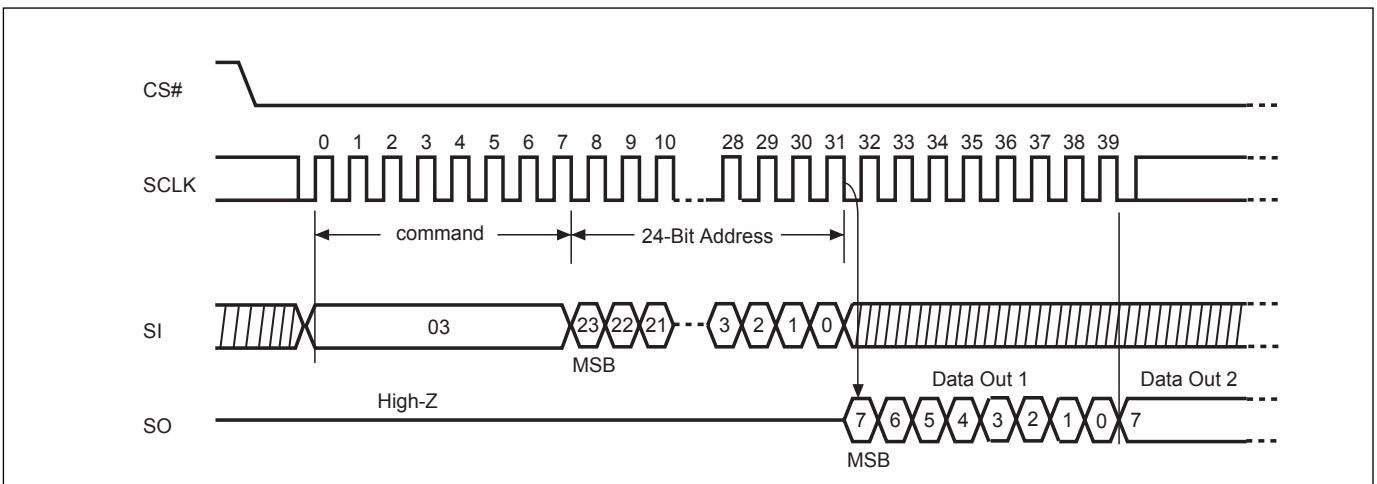 CS#
0 1 2 3 4 5 6 7 8 9 10 28 29 30 31 32 33 34 35 36 37 38 39
SCLK
command 24-Bit Address
SI 03 23 22 21 3 2 1 0
MSB
Data Out 1 Data Out 2
High-Z
SO 7 6 5 4 3 2 1 0 7
MSB